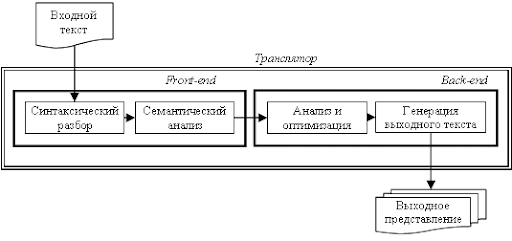 Входной
текст
Транслятор
Front-end
Back-end
Синтаксический
разбор
Семантический
анализ
Анализ и
оптимизация
Генерация
выходного текста
Выходное
представление